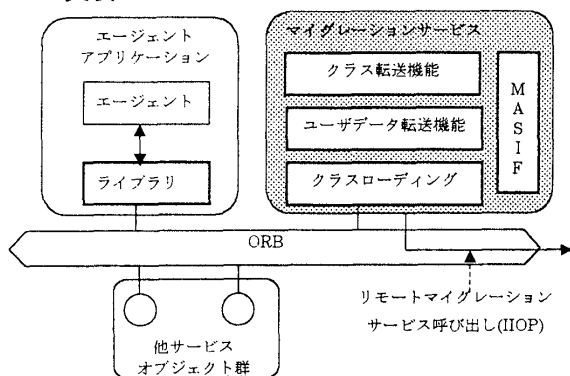 エージェント
アプリケーション
エージェント
ライブラリ
マイグレーションサービス
クラス転送機能
ユーザデータ転送機能
クラスローディング
MASIF
ORB
他サービス
オブジェクト群
リモートマイグレーション
サービス呼び出し(IIOP)